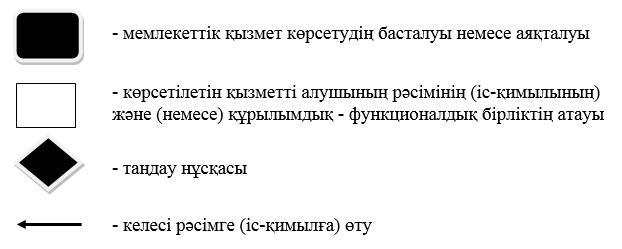 - мемлекеттік қызмет көрсетудің басталуы немесе аяқталуы
- көрсетілетін қызметті алушының рәсімінің (іс-қимылының)
және (немесе) құрылымдық - функционалдық бірліктің атауы
- таңдау нұсқасы
- келесі рәсімге (іс-қимылға) өту